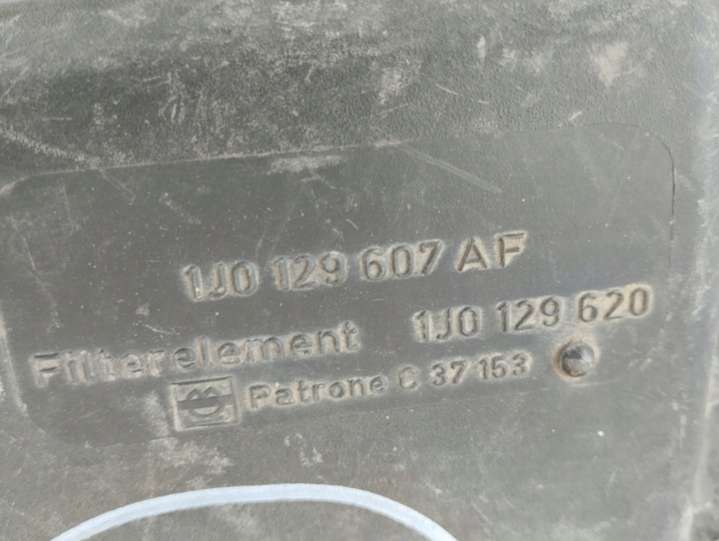 1J0 129 607 AF
Filterelement 1J0 129 620
Patrone C 37 153